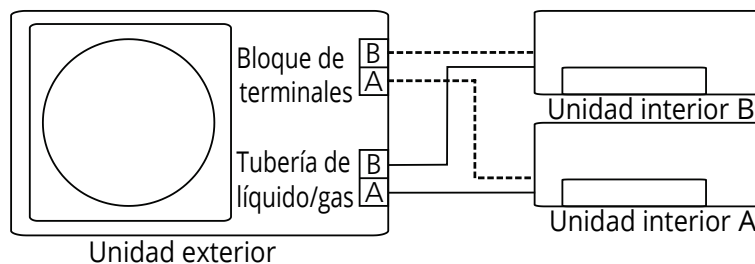 Bloque de
terminales
B
A
Tubería de
líquido/gas
B
A
Unidad exterior
Unidad interior B
Unidad interior A